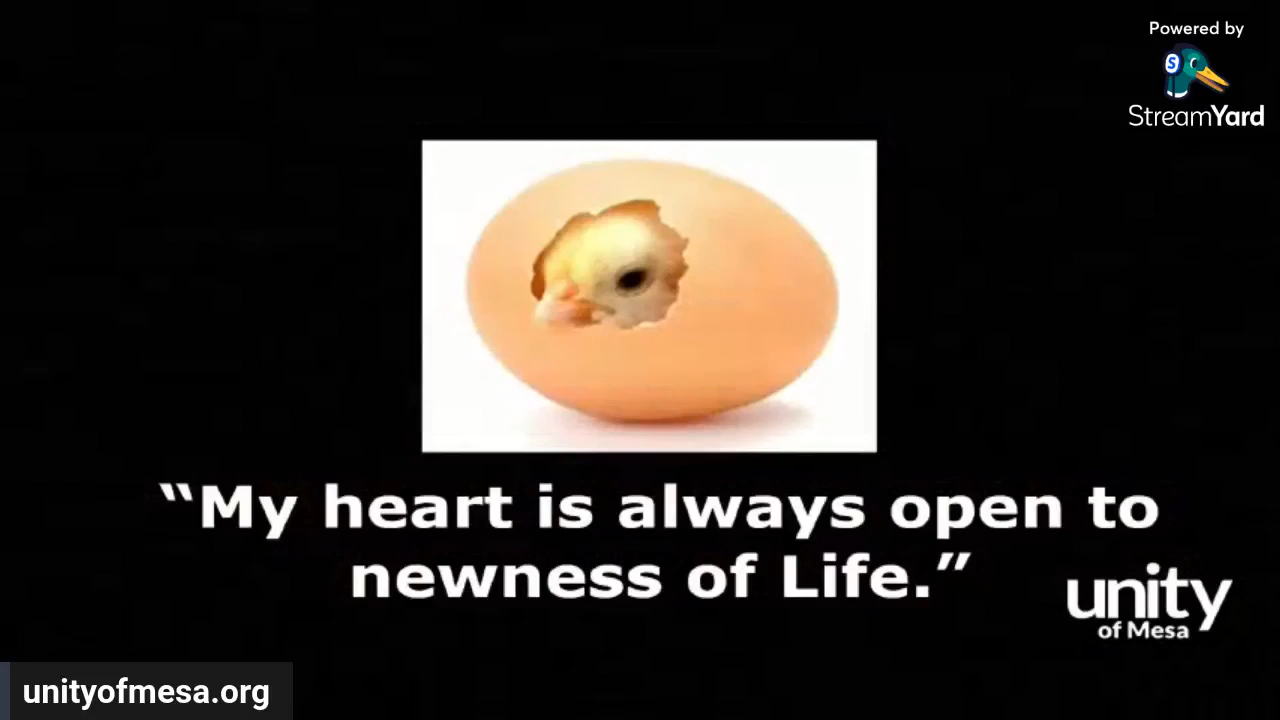 Powered by
S
StreamYard
“My heart is always open to
newness of Life.”
unity
of Mesa
unityofmesa.org